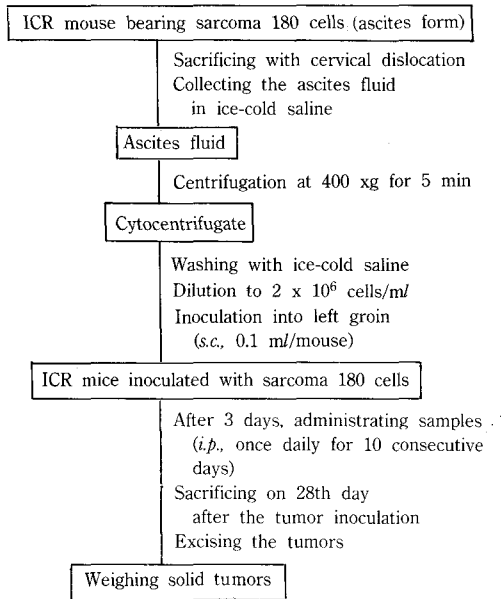 ICR mouse bearing sarcoma 180 cells (ascites form)
Sacrificing with cervical dislocation
Collecting the ascites fluid
in ice-cold saline
Ascites fluid
Centrifugation at 400 xg for 5 min
Cytocentrifugate
Washing with ice-cold saline
Dilution to 2 x 10⁶ cells/ml
Inoculation into left groin
(s.c., 0.1 ml/mouse)
ICR mice inoculated with sarcoma 180 cells
After 3 days, administrating samples
(i.p., once daily for 10 consecutive
days)
Sacrificing on 28th day
after the tumor inoculation
Excising the tumors
Weighing solid tumors